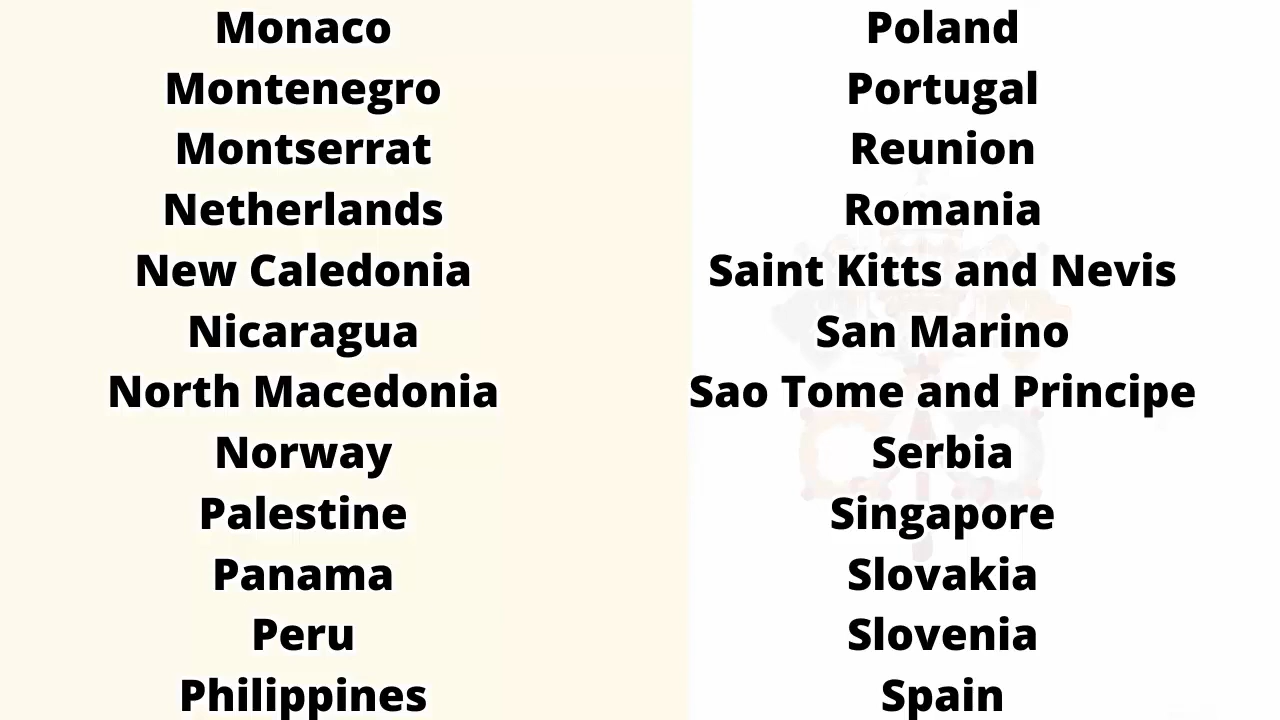 Monaco
Montenegro
Montserrat
Netherlands
New Caledonia
Nicaragua
North Macedonia
Norway
Palestine
Panama
Peru
Philippines
Poland
Portugal
Reunion
Romania
Saint Kitts and Nevis
San Marino
Sao Tome and Principe
Serbia
Singapore
Slovakia
Slovenia
Spain